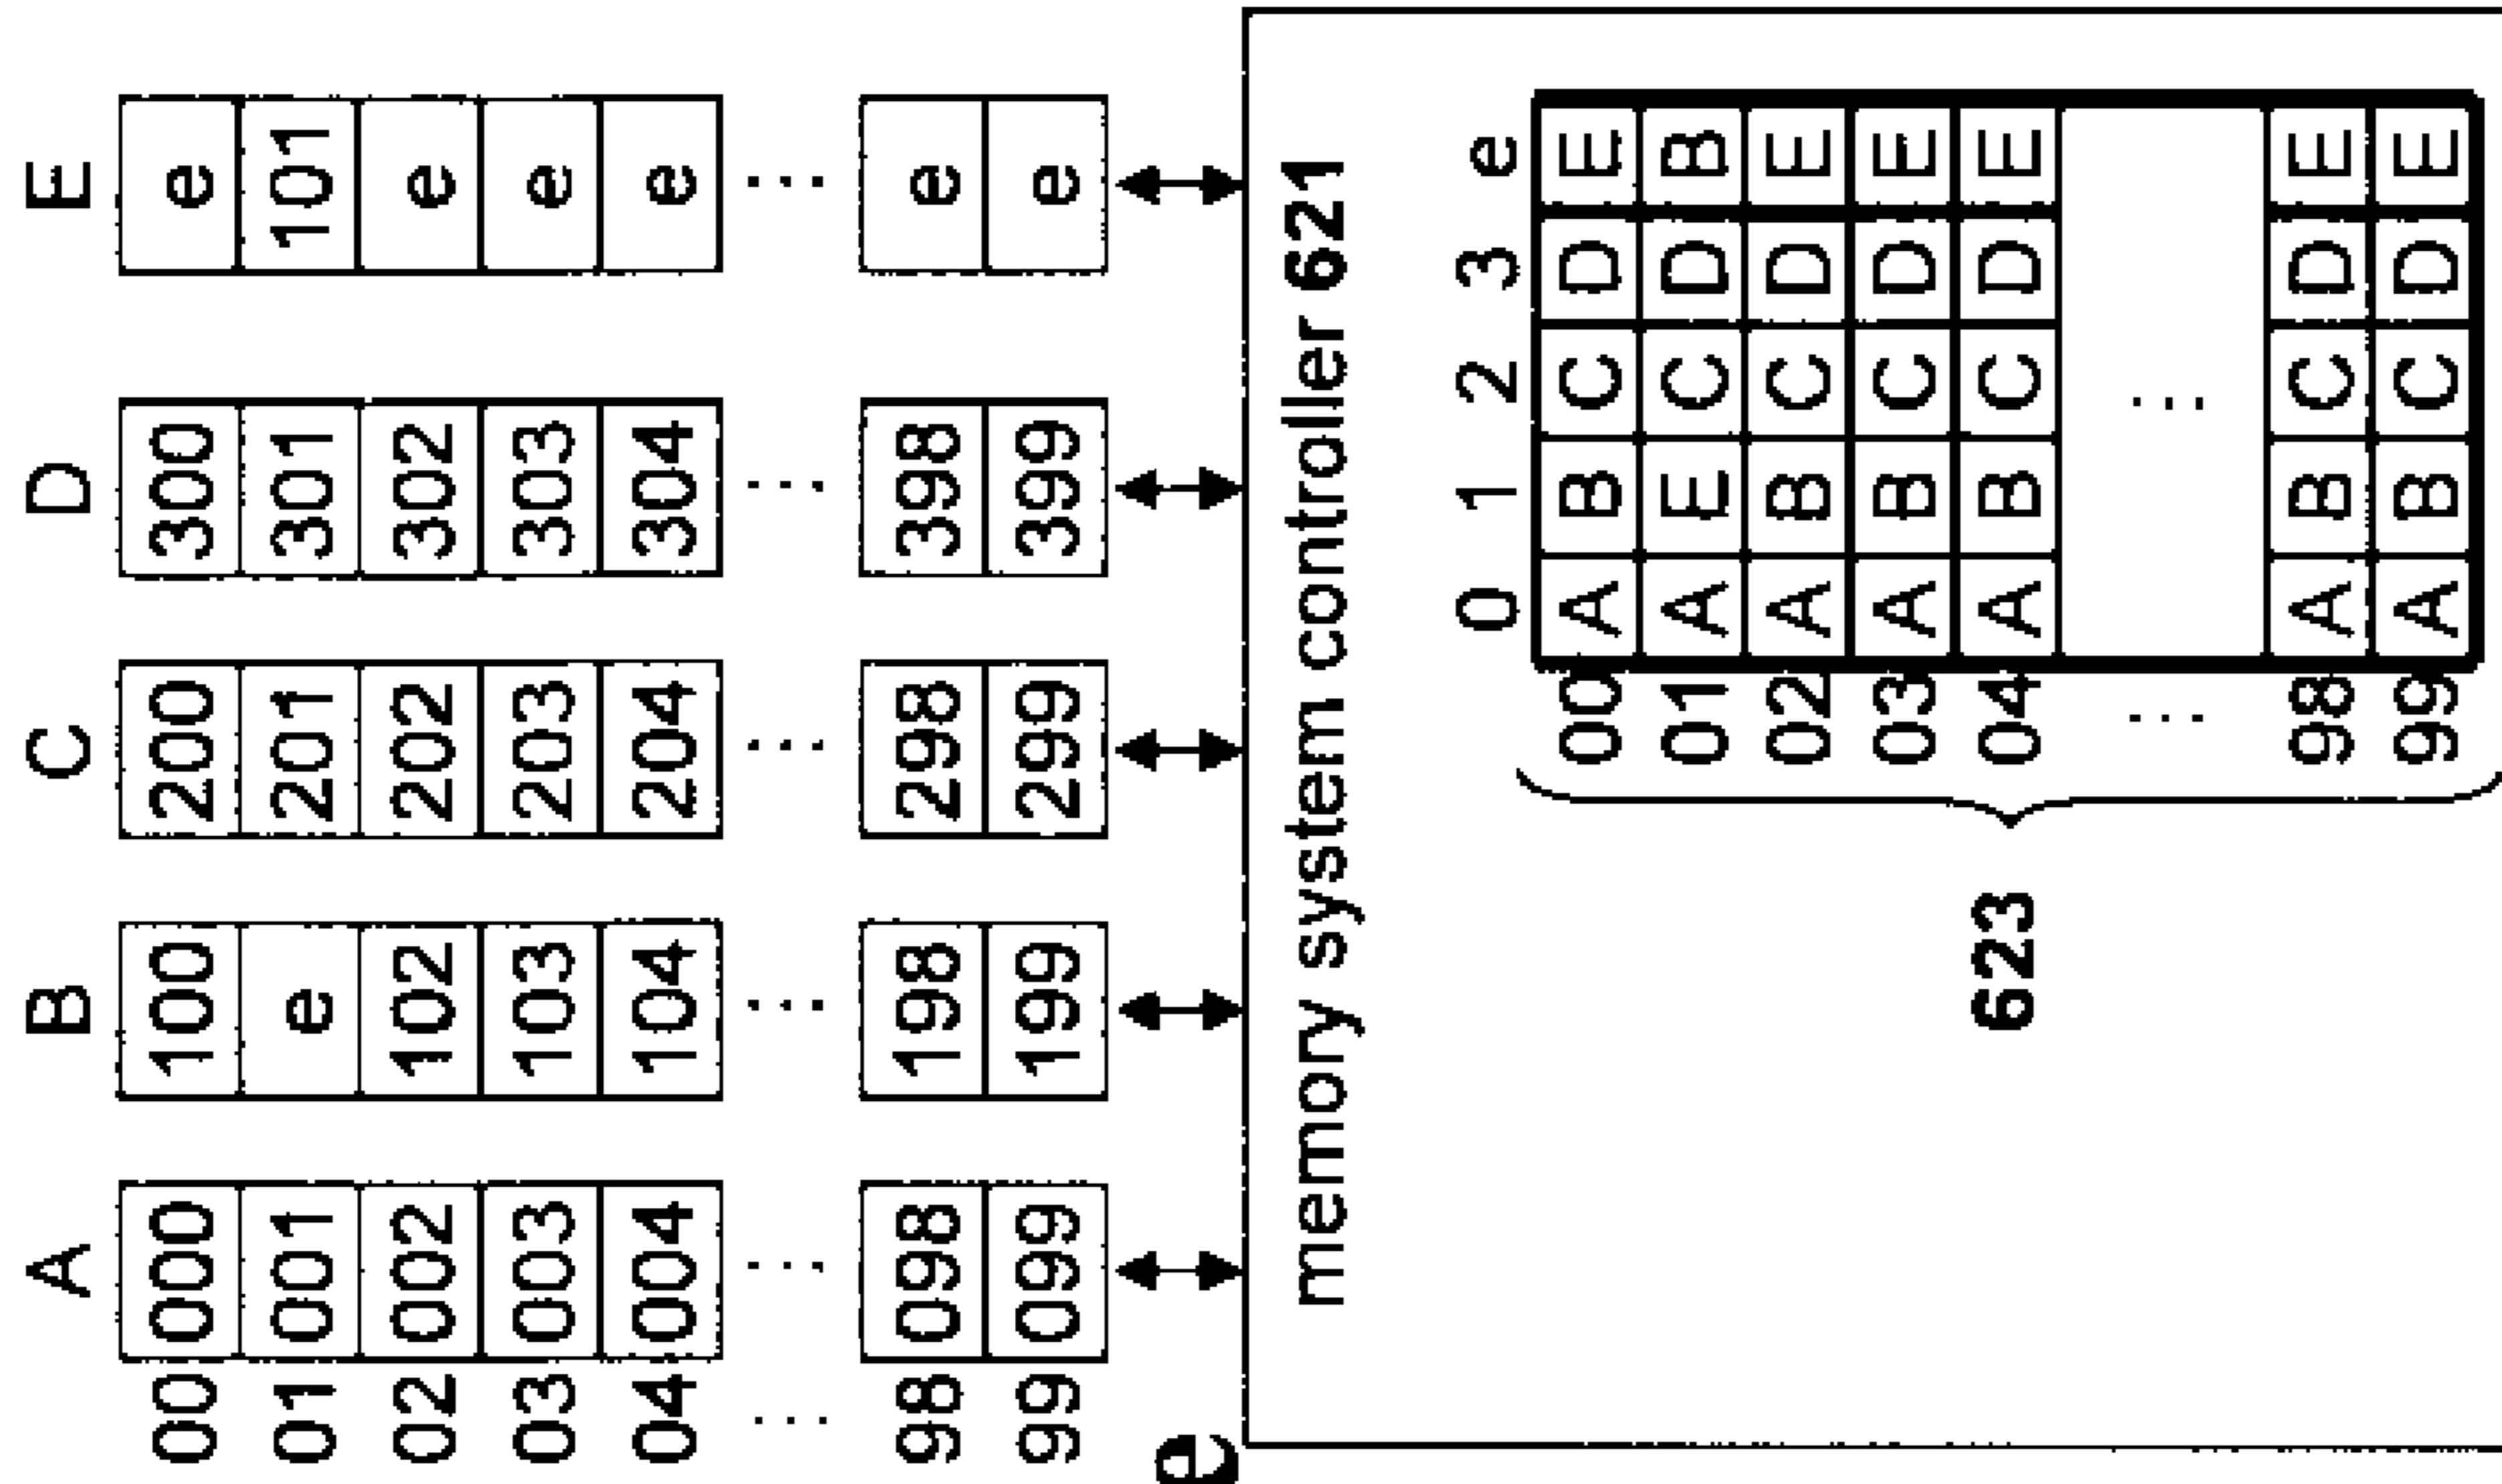 A B C D E
00 000 100 200 300 e
01 001 e 201 301 101
02 002 102 202 302 e
03 003 103 203 303 e
04 004 104 204 304 e
... ... ... ... ... ...
98 098 198 298 398 e
99 099 199 299 399 e
e
memory system controller 621
0 1 2 3 e
00 A B C D E
01 A E C D B
02 A B C D E
03 A B C D E
623 04 A B C D E
... ...
98 A B C D E
99 A B C D E